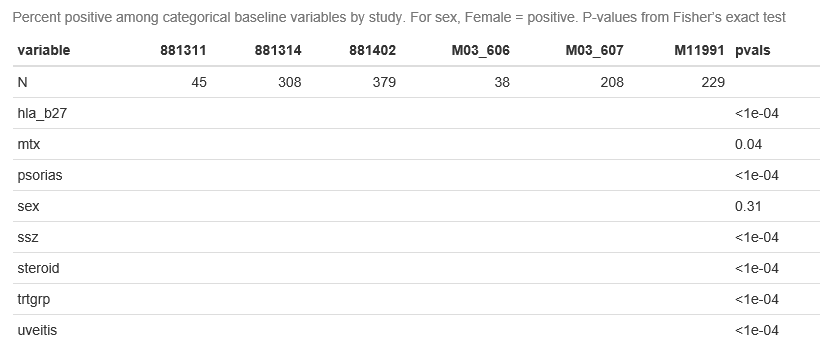 Percent positive among categorical baseline variables by study. For sex, Female = positive. P-values from Fisher's exact test
variable 881311 881314 881402 M03_606 M03_607 M11991 pvals
N 45 308 379 38 208 229
hla_b27 <1e-04
mtx 0.04
psorias <1e-04
sex 0.31
ssz <1e-04
steroid <1e-04
trtgrp <1e-04
uveitis <1e-04